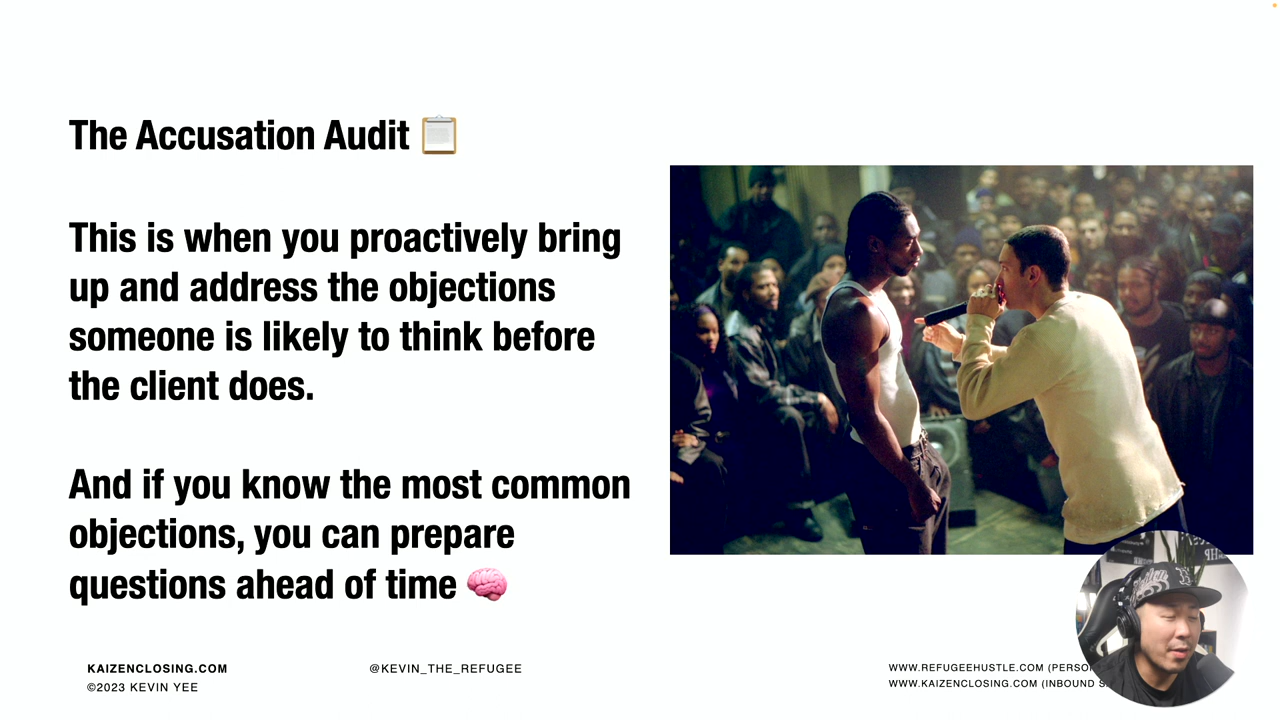 The Accusation Audit 📋
This is when you proactively bring
up and address the objections
someone is likely to think before
the client does.
And if you know the most common
objections, you can prepare
questions ahead of time 🧠
KAIZENCLOSING.COM
©2023 KEVIN YEE
@KEVIN_THE_REFUGEE
WWW.REFUGEEHUSTLE.COM
WWW.KAIZENCLOSING.COM (INBOUND